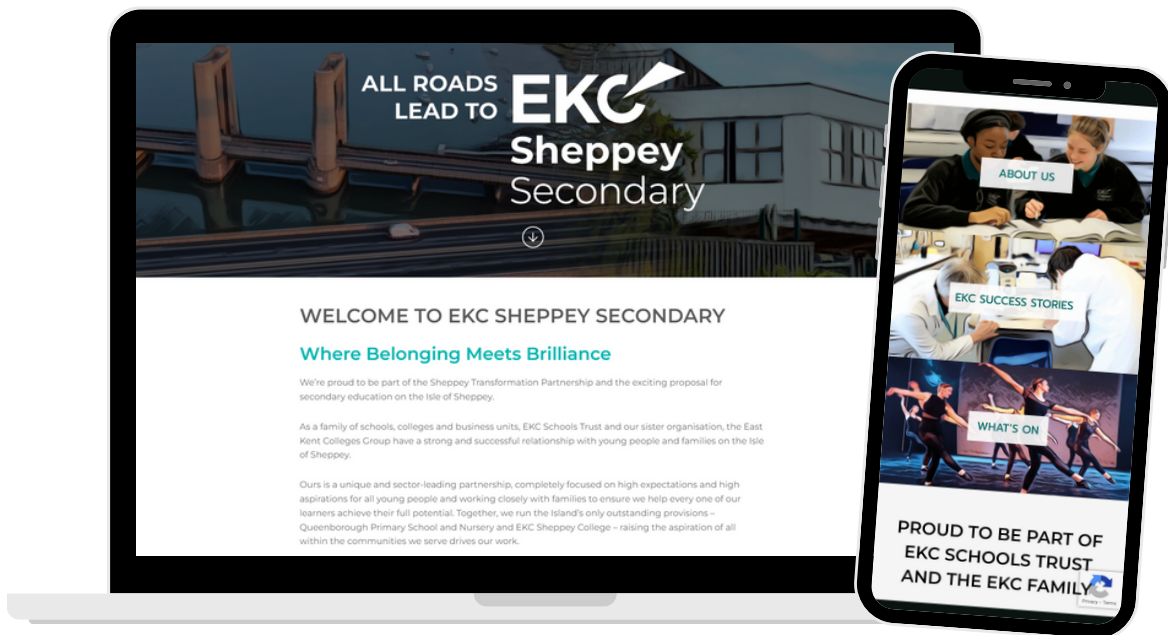 ALL ROADS
LEAD TO
EKC
Sheppey
Secondary
WELCOME TO EKC SHEPPEY SECONDARY
Where Belonging Meets Brilliance
We're proud to be part of the Sheppey Transformation Partnership and the exciting proposal for
secondary education on the Isle of Sheppey.
As a family of schools, colleges and business units, EKC Schools Trust and our sister organisation, the East
Kent Colleges Group have a strong and successful relationship with young people and families on the Isle
of Sheppey.
Ours is a unique and sector-leading partnership, completely focused on high expectations and high
aspirations for all young people and working closely with families to ensure we help every one of our
learners achieve their full potential. Together, we run the Island's only outstanding provisions –
Queenborough Primary School and Nursery and EKC Sheppey College – raising the aspiration of all
within the communities we serve drives our work.
ABOUT US
EKC SUCCESS STORIES
WHAT'S ON
PROUD TO BE PART OF
EKC SCHOOLS TRUST
AND THE EKC FAMILY
Privacy - Terms